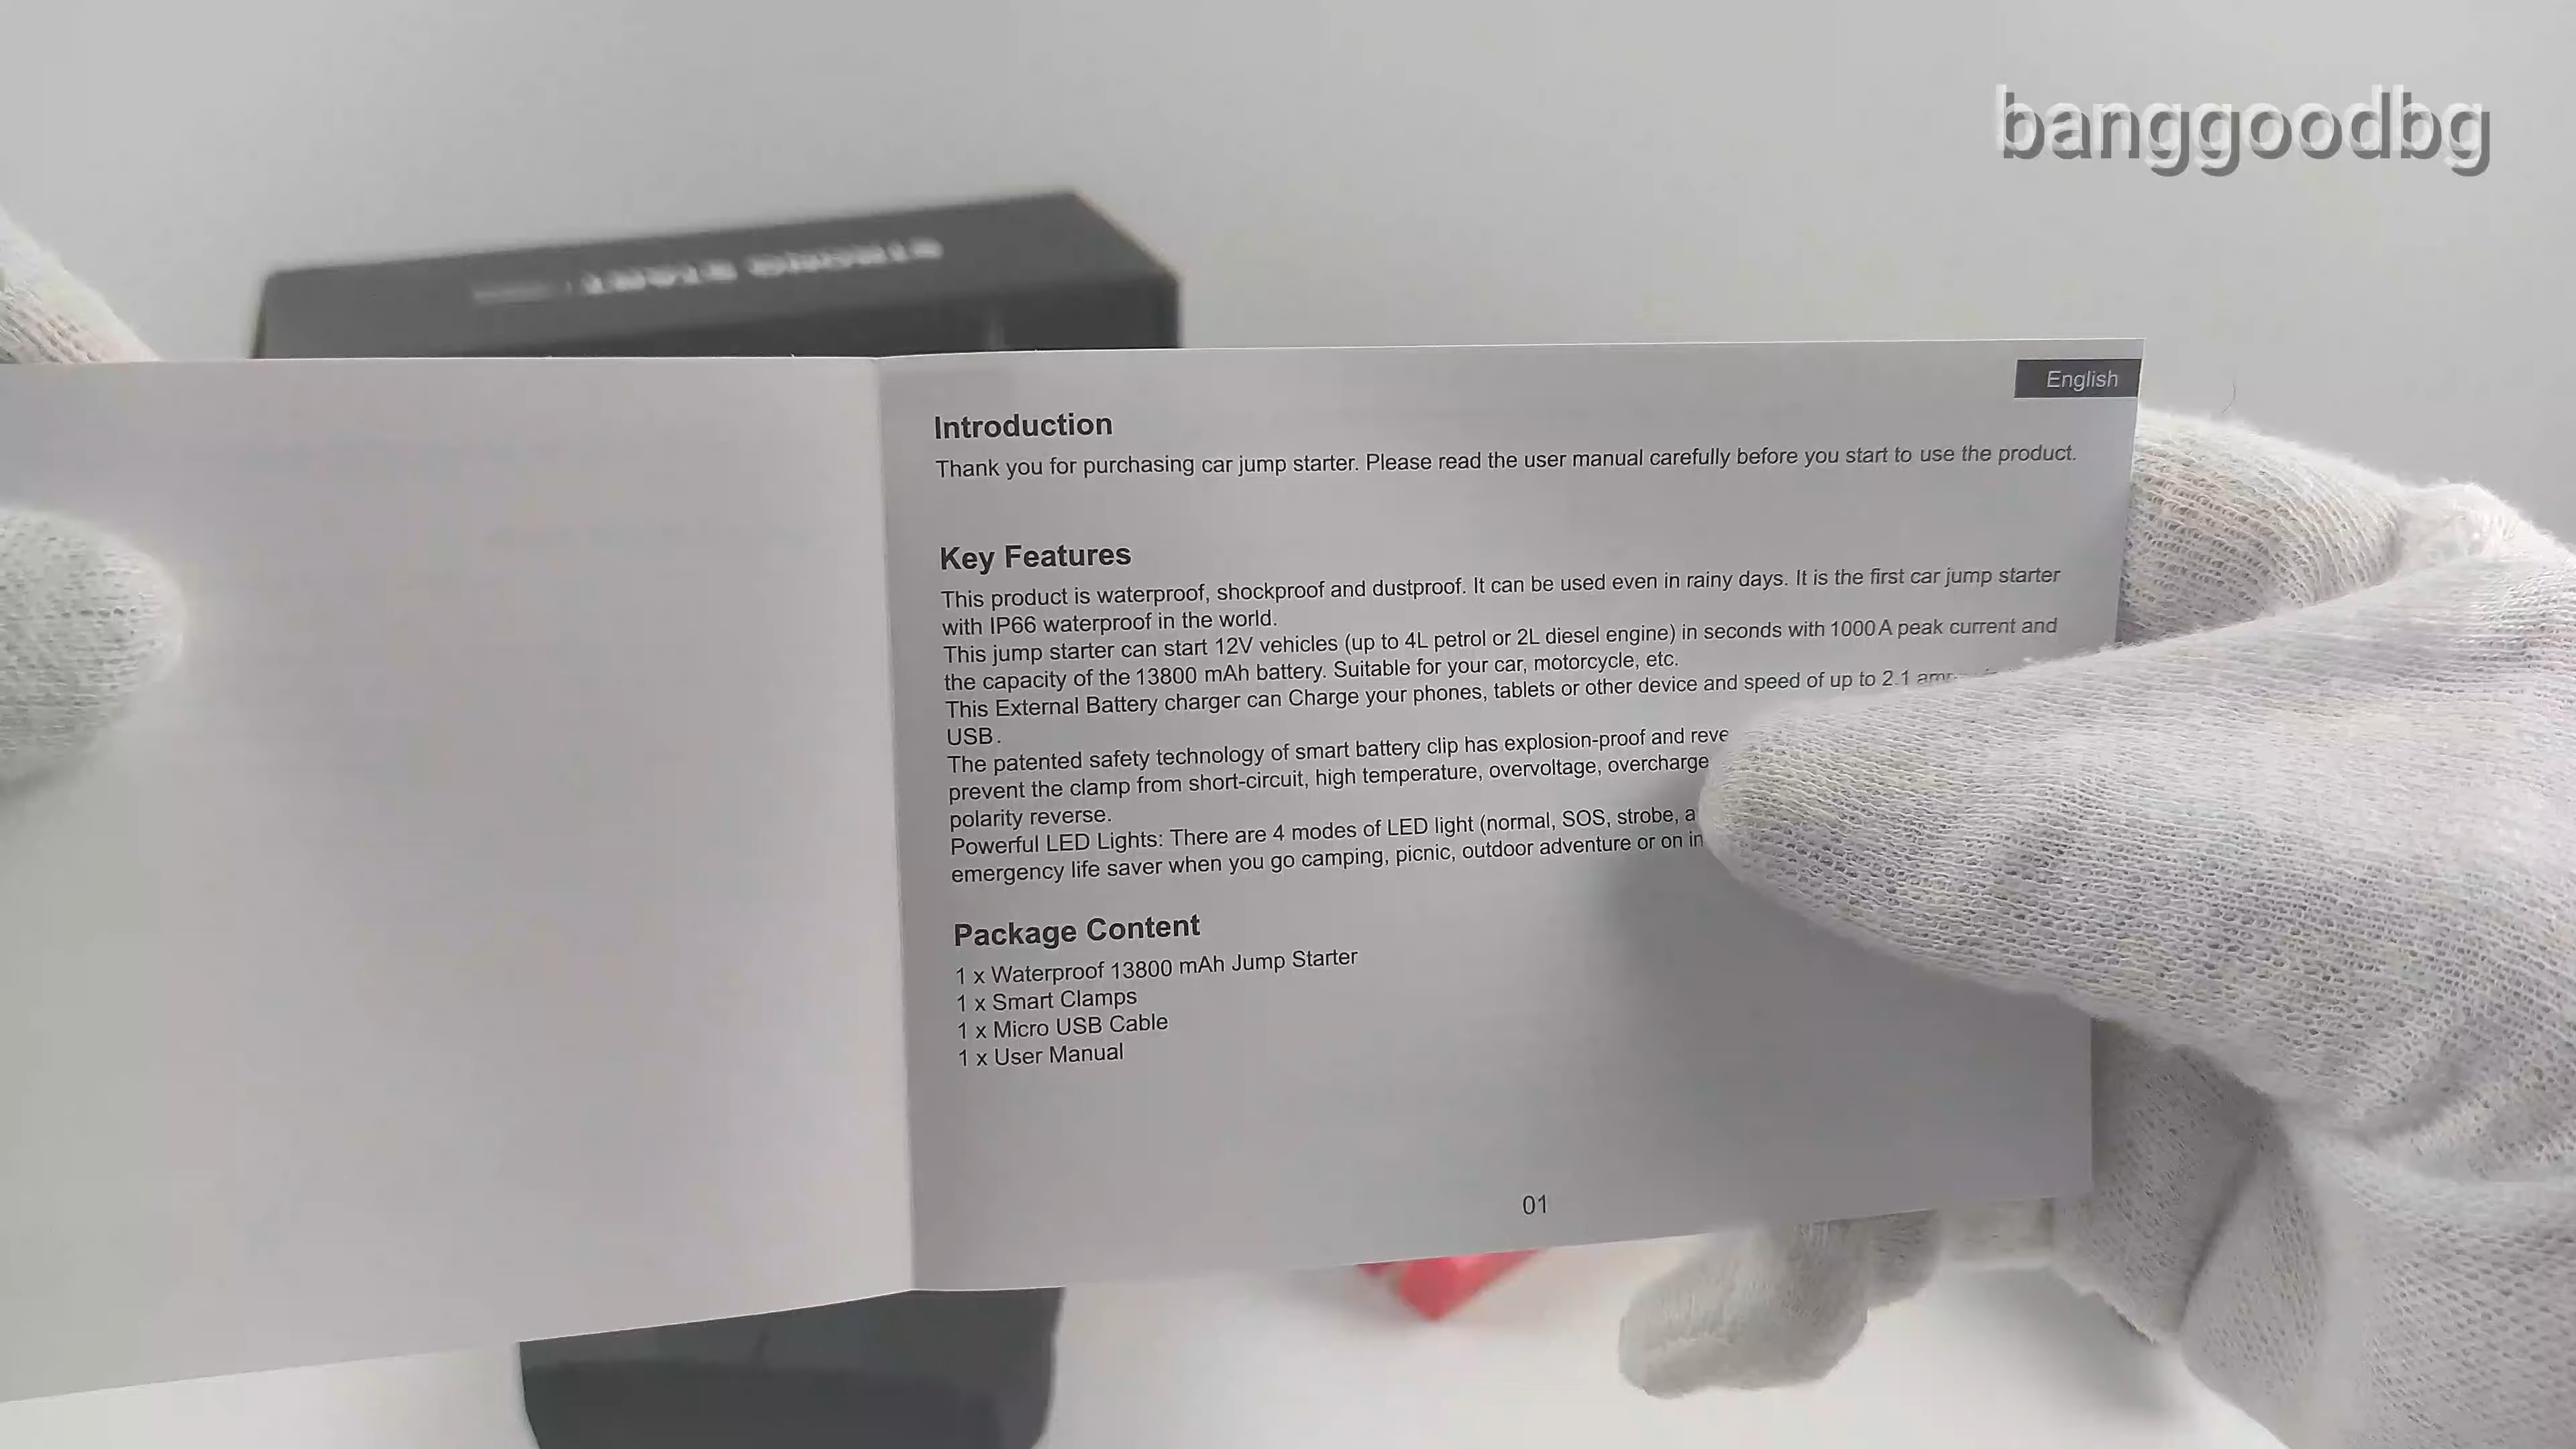 banggoodbg
STRONG START
English
Introduction
Thank you for purchasing car jump starter. Please read the user manual carefully before you start to use the product.
Key Features
This product is waterproof, shockproof and dustproof. It can be used even in rainy days. It is the first car jump starter
with IP66 waterproof in the world.
This jump starter can start 12V vehicles (up to 4L petrol or 2L diesel engine) in seconds with 1000A peak current and
the capacity of the 13800 mAh battery. Suitable for your car, motorcycle, etc.
This External Battery charger can Charge your phones, tablets or other device and speed of up to 2.1
USB.
The patented safety technology of smart battery clip has explosion-proof and
prevent the clamp from short-circuit, high temperature, overvoltage, overcharge
polarity reverse.
Powerful LED Lights: There are 4 modes of LED light (normal, SOS, strobe,
emergency life saver when you go camping, picnic, outdoor adventure or on
Package Content
1 x Waterproof 13800 mAh Jump Starter
1 x Smart Clamps
1 x Micro USB Cable
1 x User Manual
01